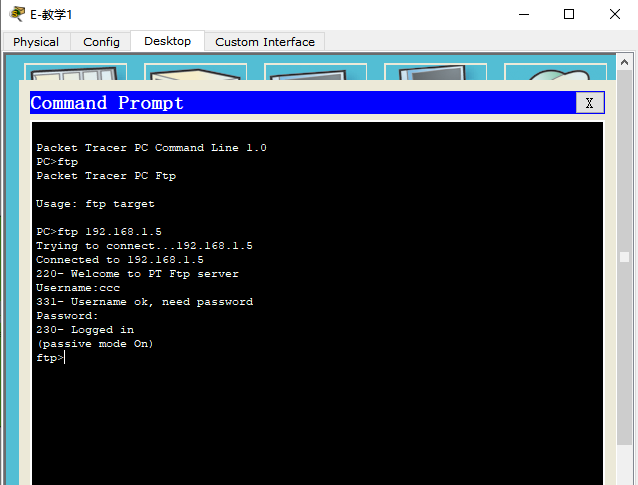 E-教学1
Physical Config Desktop Custom Interface
Command Prompt X
Packet Tracer PC Command Line 1.0
PC>ftp
Packet Tracer PC Ftp
Usage: ftp target
PC>ftp 192.168.1.5
Trying to connect...192.168.1.5
Connected to 192.168.1.5
220- Welcome to PT Ftp server
Username:ccc
331- Username ok, need password
Password:
230- Logged in
(passive mode On)
ftp>